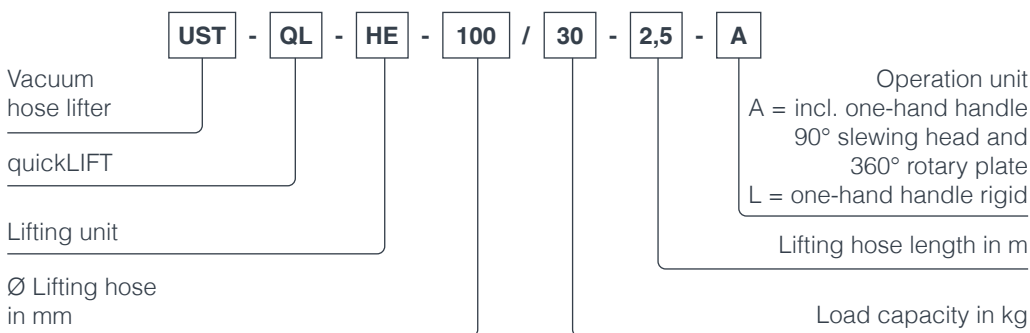 UST - QL - HE - 100 / 30 - 2,5 - A
Vacuum
hose lifter
quickLIFT
Lifting unit
Ø Lifting hose
in mm
Operation unit
A = incl. one-hand handle
90° slewing head and
360° rotary plate
L = one-hand handle rigid
Lifting hose length in m
Load capacity in kg